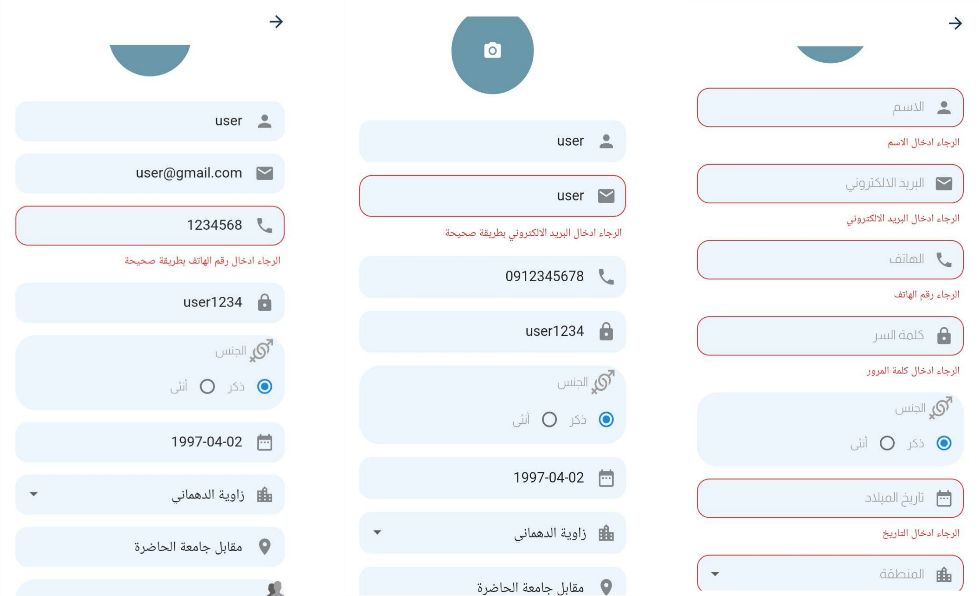 user
user@gmail.com
1234568
الرجاء ادخال رقم الهاتف بطريقة صحيحة
user1234
الجنس
ذكر أنثى
1997-04-02
زاوية الدهماني
مقابل جامعة الحاضرة
user
user
الرجاء ادخال البريد الالكتروني بطريقة صحيحة
0912345678
user1234
الجنس
ذكر أنثى
1997-04-02
زاوية الدهماني
مقابل جامعة الحاضرة
الاسم
الرجاء ادخال الاسم
البريد الالكتروني
الرجاء ادخال البريد الالكتروني
الهاتف
الرجاء رقم الهاتف
كلمة السر
الرجاء ادخال كلمة المرور
الجنس
ذكر أنثى
تاريخ الميلاد
الرجاء ادخال التاريخ
المنطقة